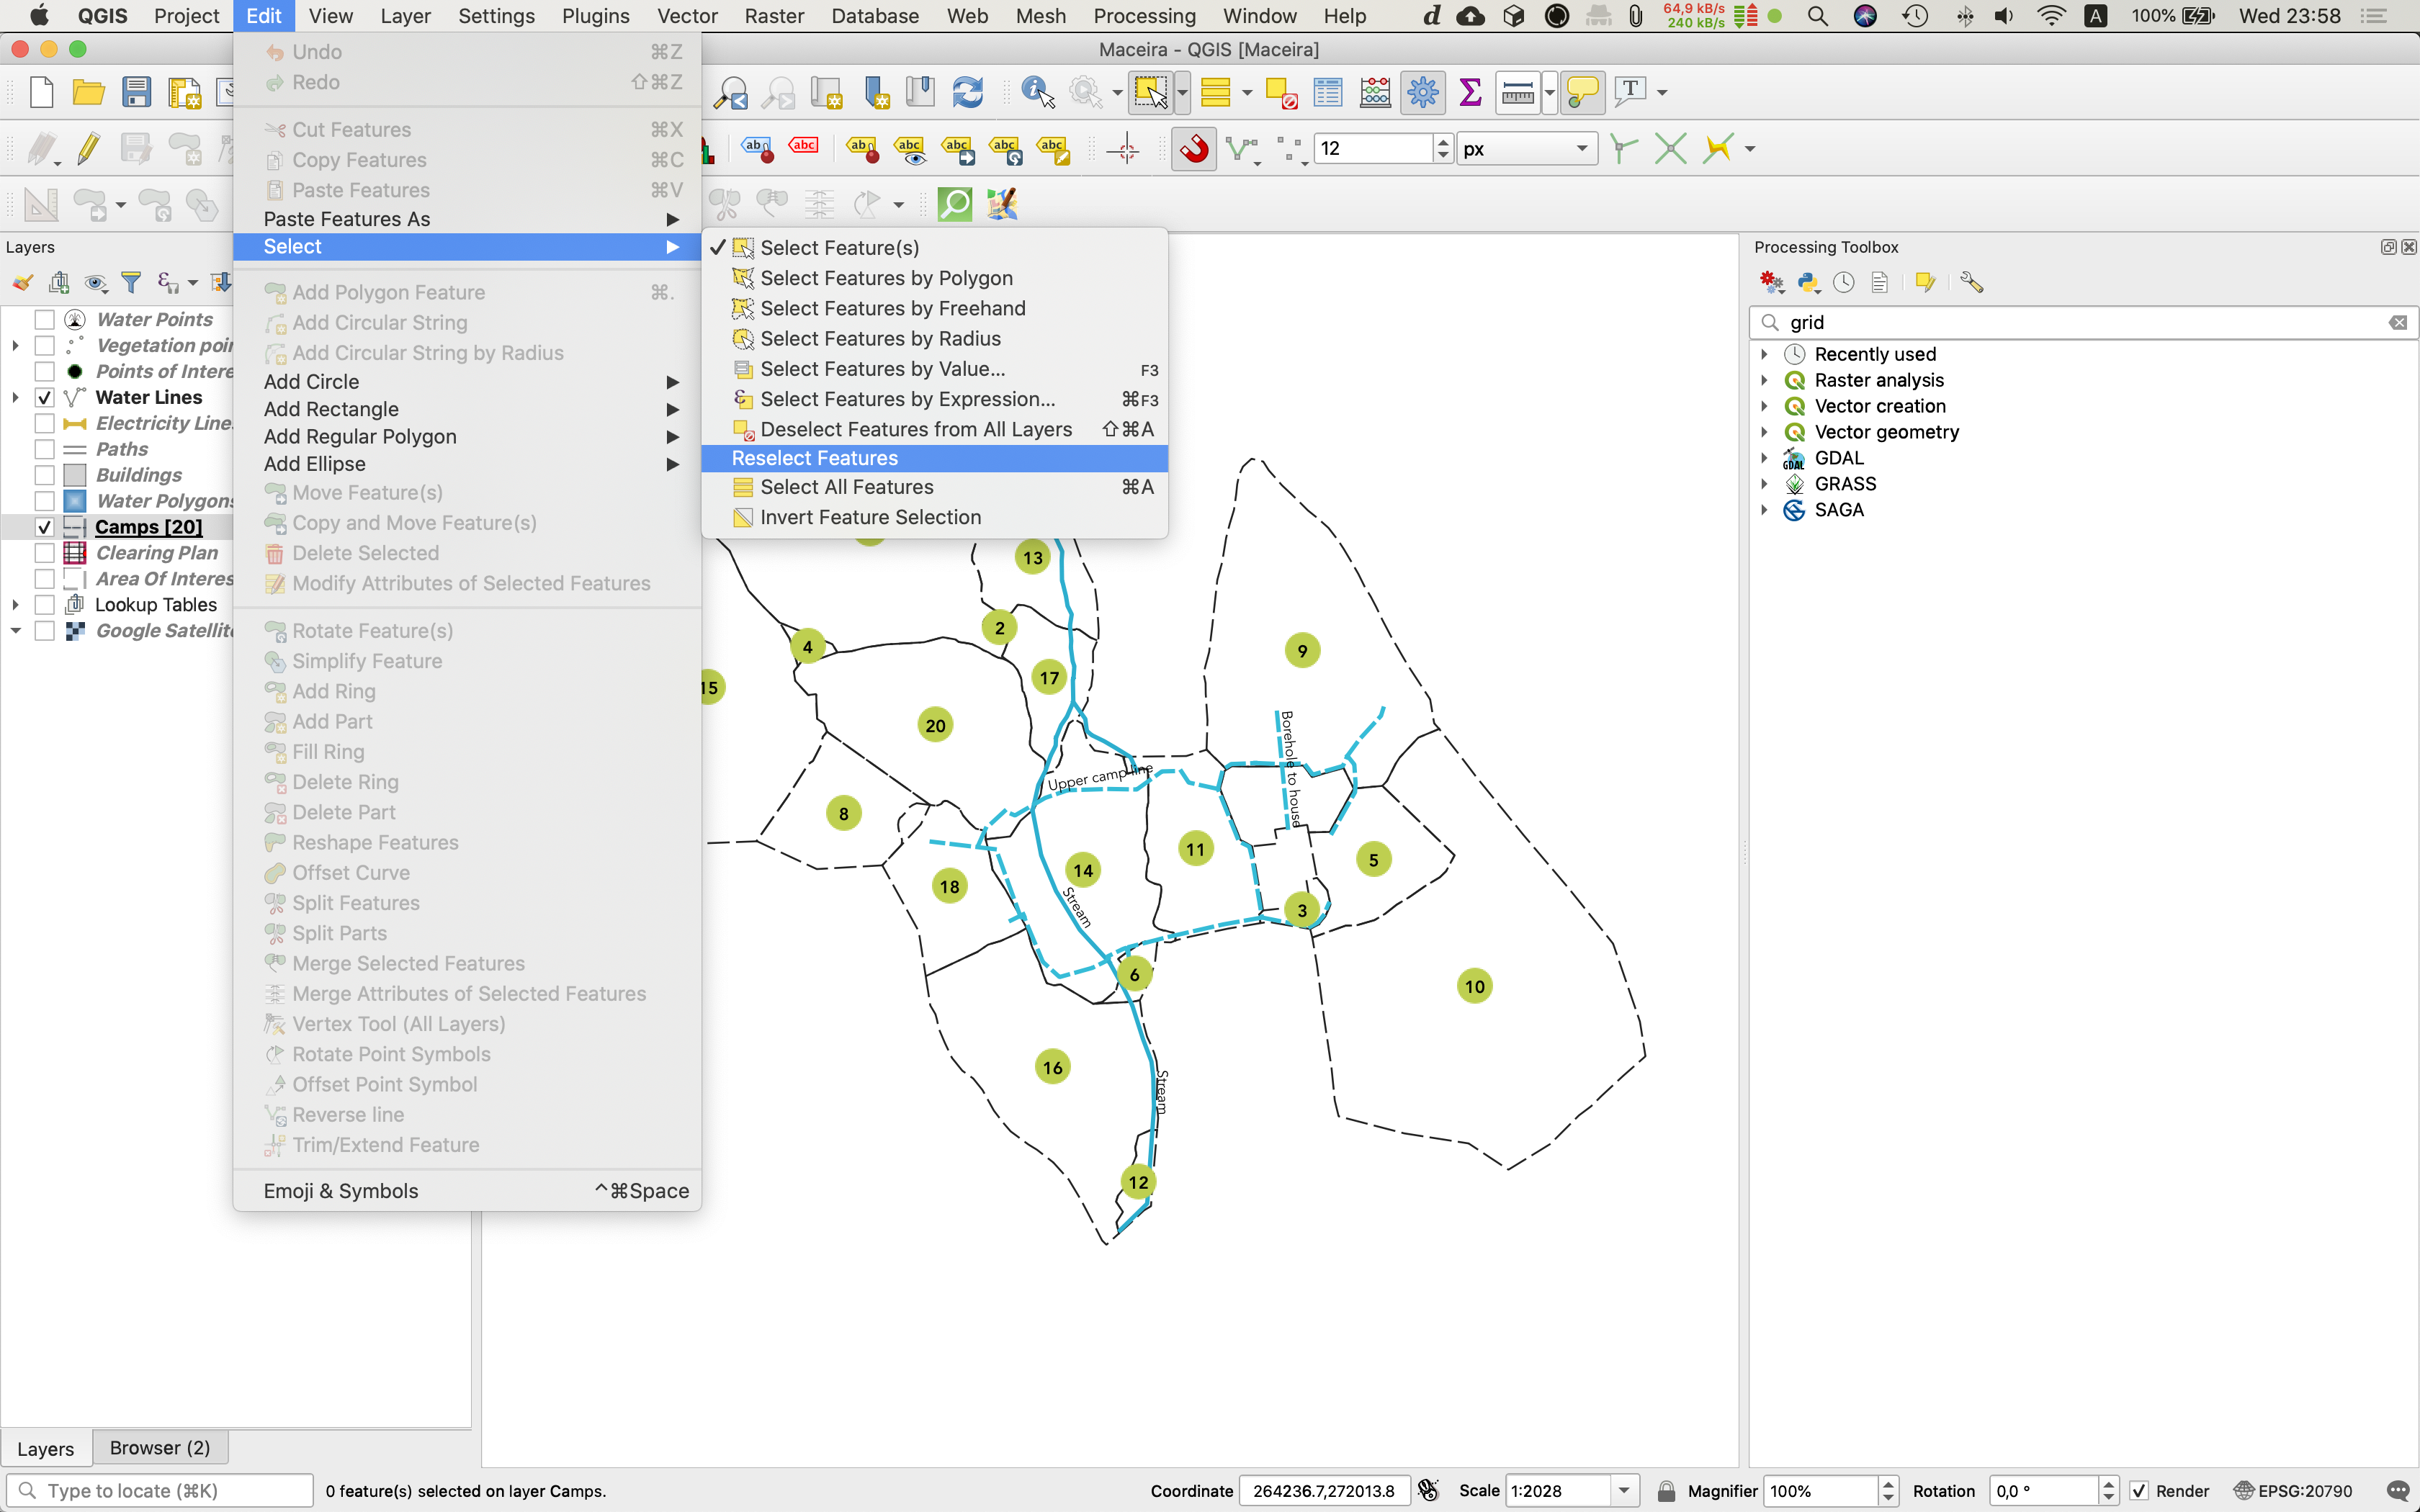 QGIS Project Edit View Layer Settings Plugins Vector Raster Database Web Mesh Processing Window Help 64,9 kB/s 240 kB/s A 100% Wed 23:58
Maceira - QGIS [Maceira]
Undo ⌘Z
Redo ⇧⌘Z
Cut Features ⌘X
Copy Features ⌘C
Paste Features ⌘V
Paste Features As
Select
Add Polygon Feature ⌘.
Add Circular String
Add Circular String by Radius
Add Circle
Add Rectangle
Add Regular Polygon
Add Ellipse
Move Feature(s)
Copy and Move Feature(s)
Delete Selected
Modify Attributes of Selected Features
Rotate Feature(s)
Simplify Feature
Add Ring
Add Part
Fill Ring
Delete Ring
Delete Part
Reshape Features
Offset Curve
Split Features
Split Parts
Merge Selected Features
Merge Attributes of Selected Features
Vertex Tool (All Layers)
Rotate Point Symbols
Offset Point Symbol
Reverse line
Trim/Extend Feature
Emoji & Symbols ^⌘Space
Select Feature(s)
Select Features by Polygon
Select Features by Freehand
Select Features by Radius
Select Features by Value... F3
Select Features by Expression... ⌘F3
Deselect Features from All Layers ⇧⌘A
Reselect Features
Select All Features ⌘A
Invert Feature Selection
ab abc ab abc abc abc abc 12 px
Layers
Water Points
Vegetation poi
Points of Intere
Water Lines
Electricity Line
Paths
Buildings
Water Polygons
Camps [20]
Clearing Plan
Area Of Interes
Lookup Tables
Google Satellit
Processing Toolbox
grid
Recently used
Raster analysis
Vector creation
Vector geometry
GDAL GDAL
GRASS
SAGA
13
2
4
9
17
15
20
Borehole to house
Upper camp line
8
11
5
14
18
Stream
3
6
10
16
Stream
12
Layers Browser (2)
Type to locate (⌘K) 0 feature(s) selected on layer Camps. Coordinate 264236.7,272013.8 Scale 1:2028 Magnifier 100% Rotation 0,0 ° Render EPSG:20790